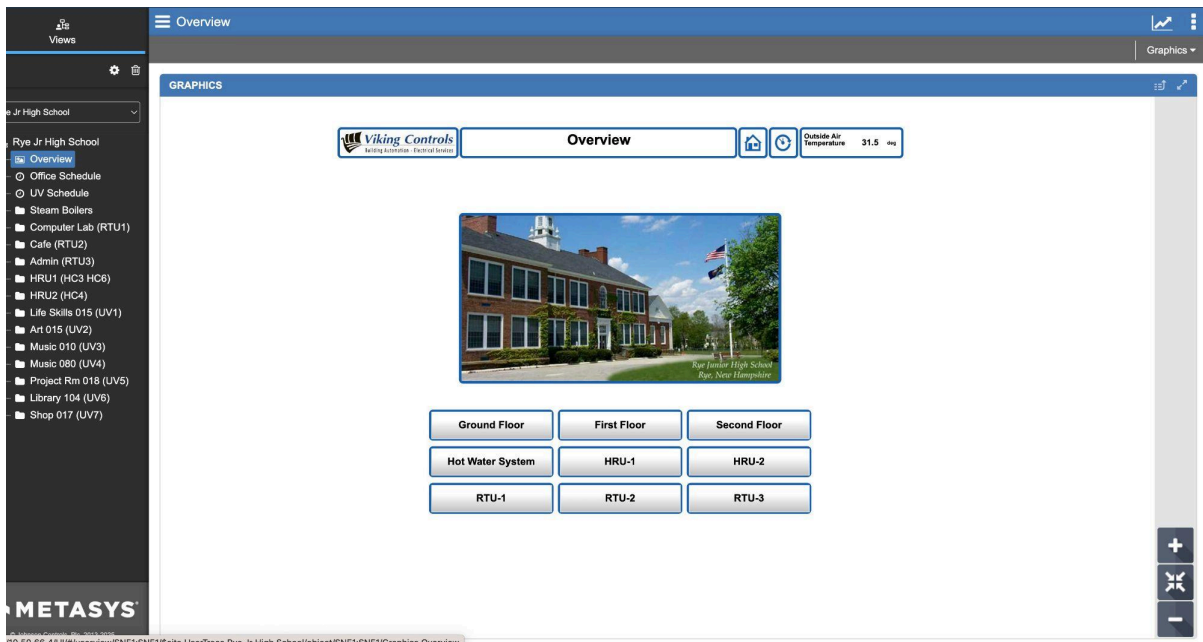 Views
Overview
Graphics
e Jr High School
Rye Jr High School
Overview
Office Schedule
UV Schedule
Steam Boilers
Computer Lab (RTU1)
Cafe (RTU2)
Admin (RTU3)
HRU1 (HC3 HC6)
HRU2 (HC4)
Life Skills 015 (UV1)
Art 015 (UV2)
Music 010 (UV3)
Music 080 (UV4)
Project Rm 018 (UV5)
Library 104 (UV6)
Shop 017 (UV7)
METASYS
GRAPHICS
Viking Controls
Building Automation - Electrical Services
Overview
Outside Air
Temperature 31.5 deg
Rye Junior High School
Rye, New Hampshire
Ground Floor First Floor Second Floor
Hot Water System HRU-1 HRU-2
RTU-1 RTU-2 RTU-3